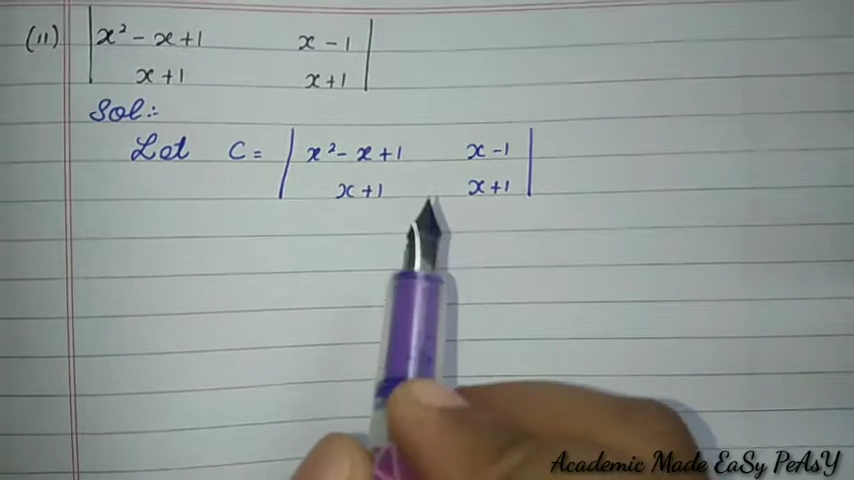 (11) | x² - x + 1 x - 1 |
| x + 1 x + 1 |
Sol :-
Let C = | x² - x + 1 x - 1 |
| x + 1 x + 1 |
Academic Made EaSy PeAsY